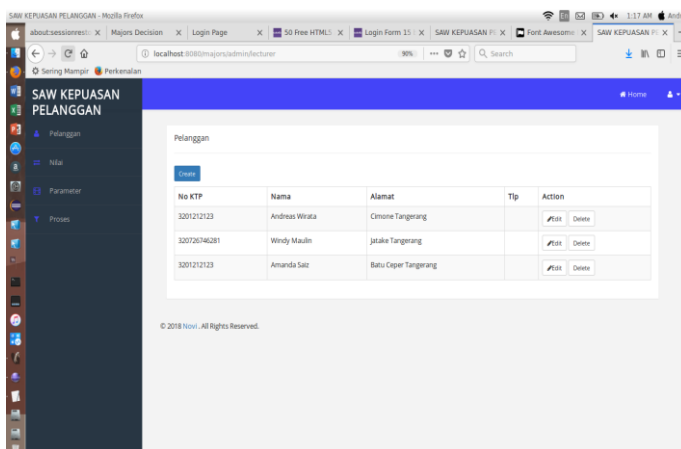 SAW KEPUASAN PELANGGAN - Mozilla Firefox
1:17 AM
about:sessionresto Majors Decision Login Page 50 Free HTML5 Login Form 15 SAW KEPUASAN PE Font Awesome SAW KEPUASAN PE
localhost:8080/majors/admin/lecturer 90% Search
Sering Mampir Perkenalan
SAW KEPUASAN
PELANGGAN
Home
Pelanggan
Nilai
Parameter
Proses
Pelanggan
Create
No KTP Nama Alamat Tlp Action
3201212123 Andreas Wirata Cimone Tangerang Edit Delete
320726746281 Windy Maulin Jatake Tangerang Edit Delete
3201212123 Amanda Saiz Batu Ceper Tangerang Edit Delete
© 2018 Novi . All Rights Reserved.